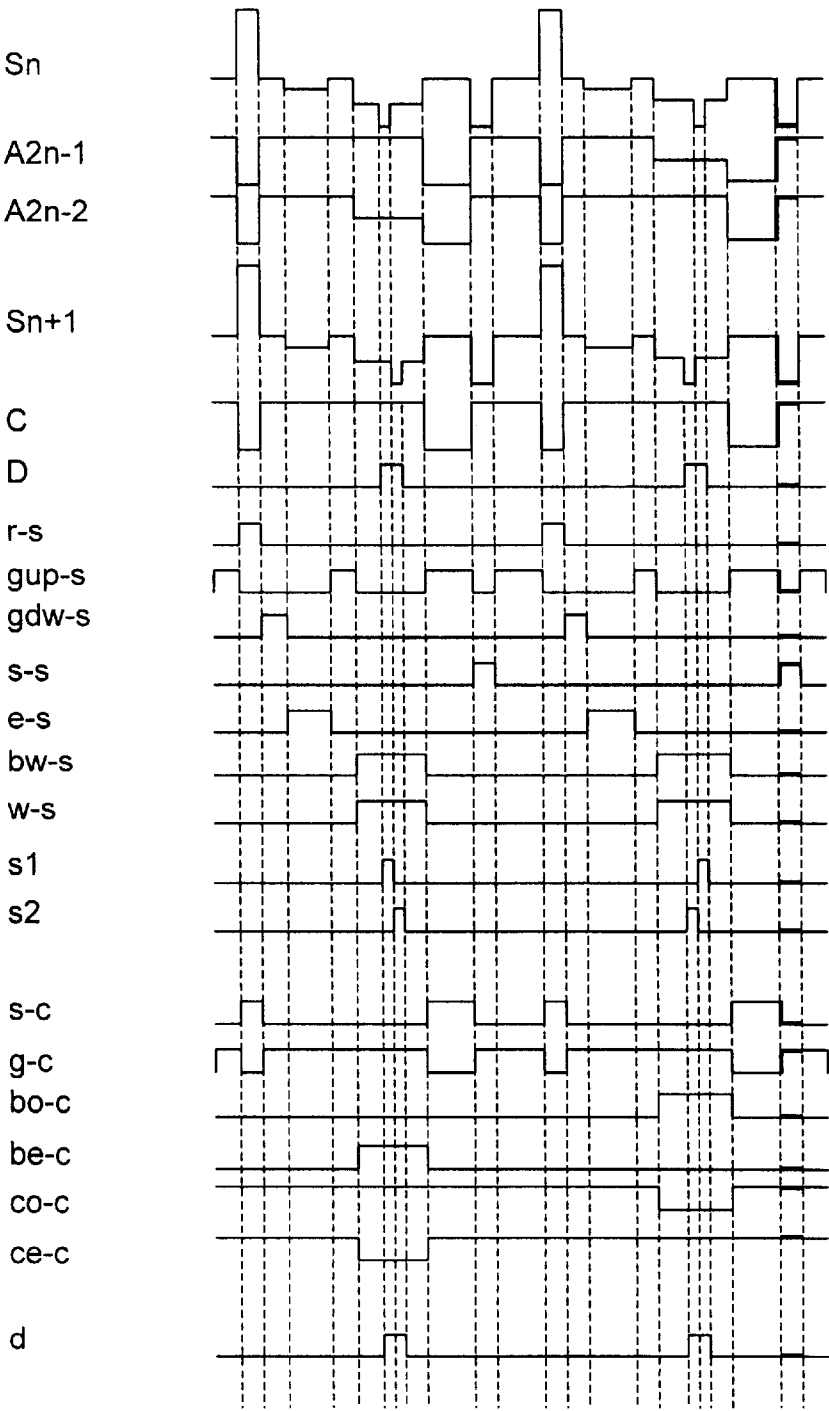 Sn
A2n-1
A2n-2
Sn+1
C
D
r-s
gup-s
gdw-s
s-s
e-s
bw-s
w-s
s1
s2
s-c
g-c
bo-c
be-c
co-c
ce-c
d